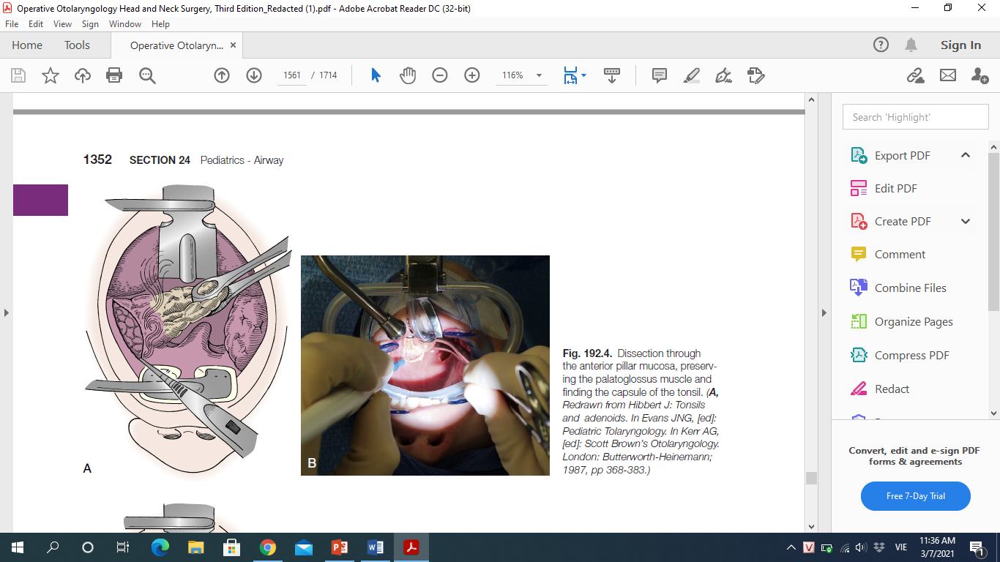 Operative Otolaryngology Head and Neck Surgery, Third Edition_Redacted (1).pdf - Adobe Acrobat Reader DC (32-bit)
File Edit View Sign Window Help
Home Tools Operative Otolaryn... × Sign In
1561 / 1714 116%
Search 'Highlight'
Export PDF
Edit PDF
Create PDF
Comment
Combine Files
Organize Pages
Compress PDF
Redact
Convert, edit and e-sign PDF
forms & agreements
Free 7-Day Trial
1352 SECTION 24 Pediatrics - Airway
A
B
Fig. 192.4. Dissection through
the anterior pillar mucosa, preserv-
ing the palatoglossus muscle and
finding the capsule of the tonsil. (A,
Redrawn from Hibbert J: Tonsils
and adenoids. In Evans JNG, [ed]:
Pediatric Tolaryngology. In Kerr AG,
[ed]: Scott Brown's Otolaryngology.
London: Butterworth-Heinemann;
1987, pp 368-383.)
VIE
11:36 AM
3/7/2021
1